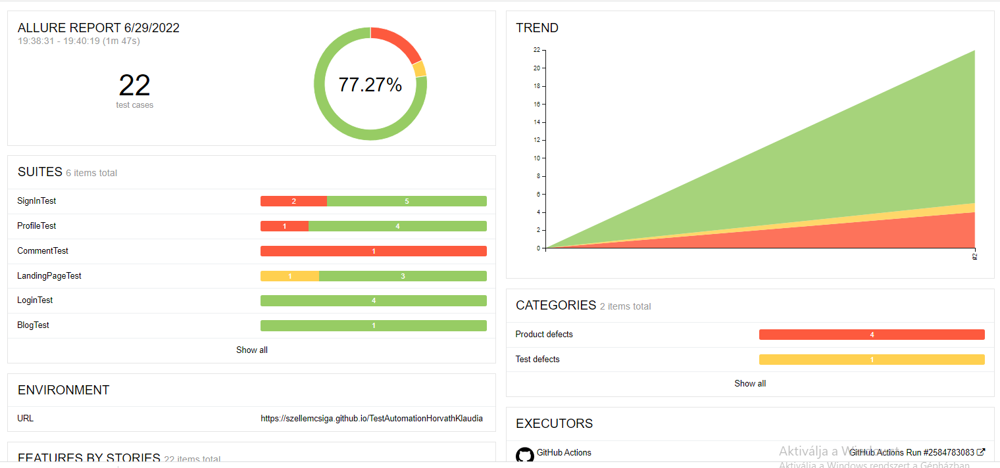 ALLURE REPORT 6/29/2022
19:38:31 - 19:40:19 (1m 47s)
22
test cases
77.27%
SUITES 6 items total
SignInTest 2 5
ProfileTest 1 4
CommentTest 1
LandingPageTest 1 3
LoginTest 4
BlogTest 1
Show all
ENVIRONMENT
URL https://szellemcsiga.github.io/TestAutomationHorvathKlaudia
FEATURES BY STORIES 22 items total
TREND
22
20
18
16
14
12
10
8
6
4
2
0
#2
CATEGORIES 2 items total
Product defects 4
Test defects 1
Show all
EXECUTORS
GitHub Actions GitHub Actions Run #2584783083
Aktiválja a Windowst
Aktiválja a Windows rendszert a Gépházban